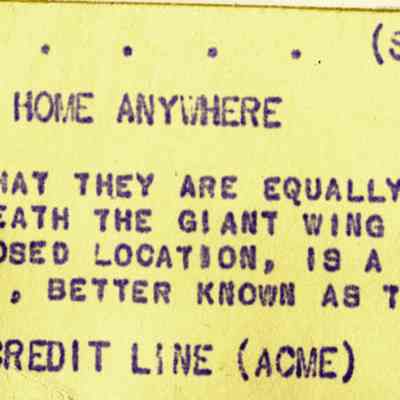 . . . . (S
HOME ANYWHERE
HAT THEY ARE EQUALLY
EATH THE GIANT WING
OSED LOCATION, IS A
, BETTER KNOWN AS T
CREDIT LINE (ACME)